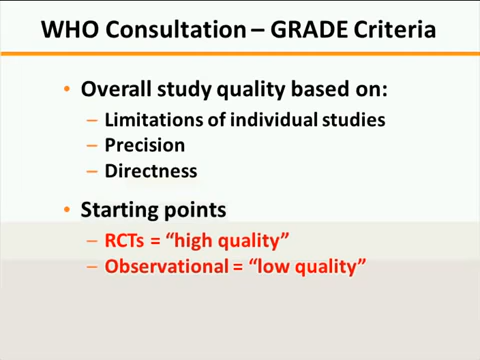 WHO Consultation – GRADE Criteria
• Overall study quality based on:
– Limitations of individual studies
– Precision
– Directness
• Starting points
– RCTs = “high quality”
– Observational = “low quality”